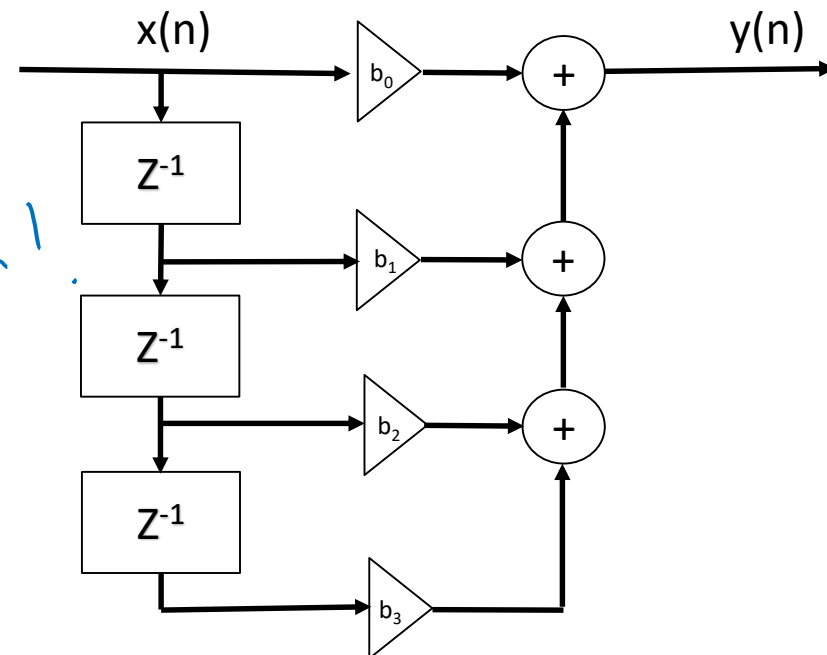 x(n) y(n)
b₀ +
Z⁻¹
b₁ +
Z⁻¹
b₂ +
Z⁻¹
b₃